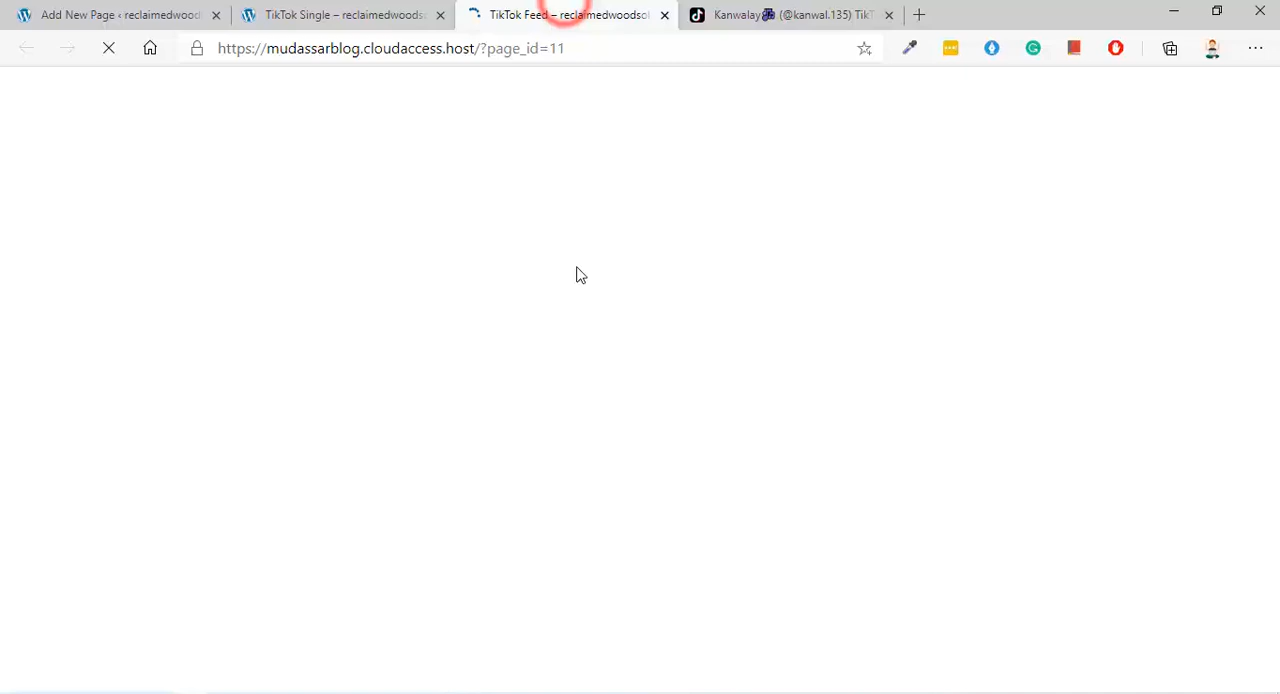 Add New Page ‹ reclaimedwood
TikTok Single – reclaimedwoods
TikTok Feed – reclaimedwoodsol
Kanwalay🎆 (@kanwal.135) TikT
https://mudassarblog.cloudaccess.host/?page_id=11